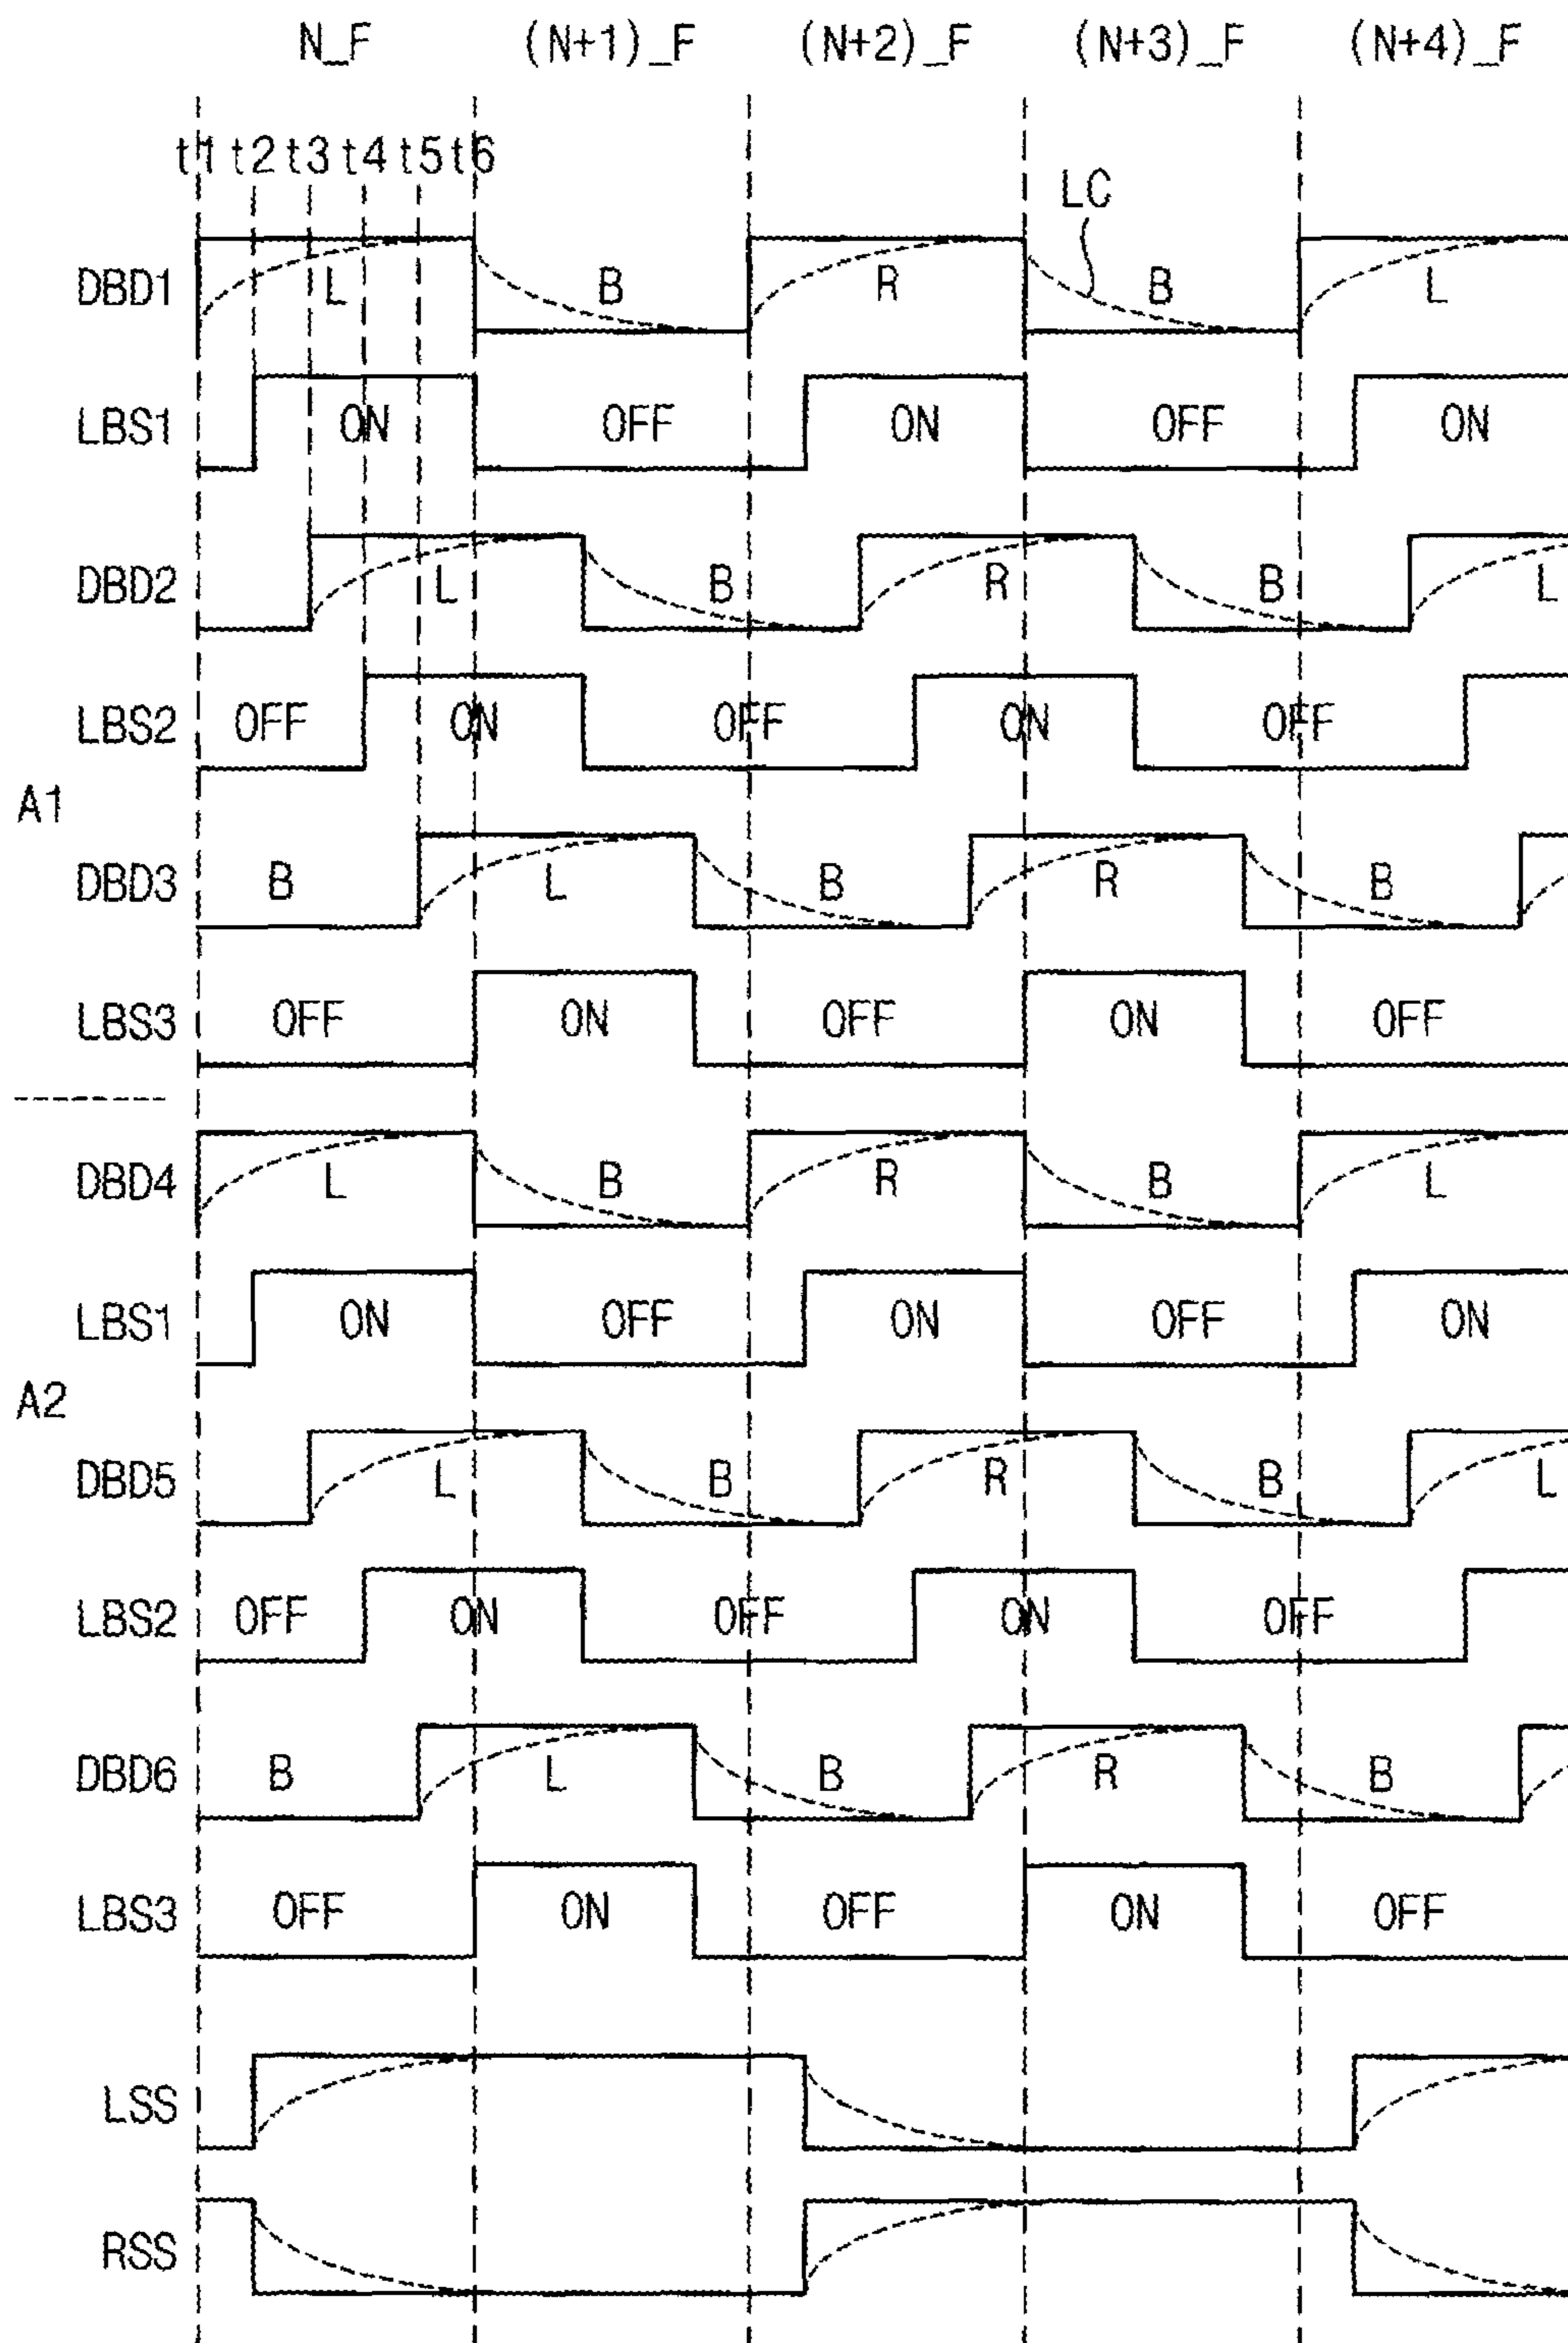 N_F (N+1)_F (N+2)_F (N+3)_F (N+4)_F
t1 t2 t3 t4 t5 t6
LC
DBD1 L B R B L
LBS1 ON OFF ON OFF ON
DBD2 L B R B L
LBS2 OFF ON OFF ON OFF
A1
DBD3 B L B R B
LBS3 OFF ON OFF ON OFF
DBD4 L B R B L
LBS1 ON OFF ON OFF ON
A2
DBD5 L B R B L
LBS2 OFF ON OFF ON OFF
DBD6 B L B R B
LBS3 OFF ON OFF ON OFF
LSS
RSS